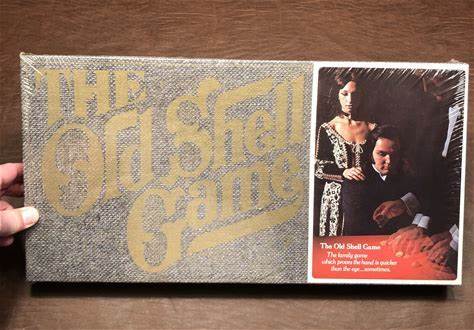 THE
Old Shell
Game
The Old Shell Game
The family game
which proves the hand is quicker
than the eye...sometimes.